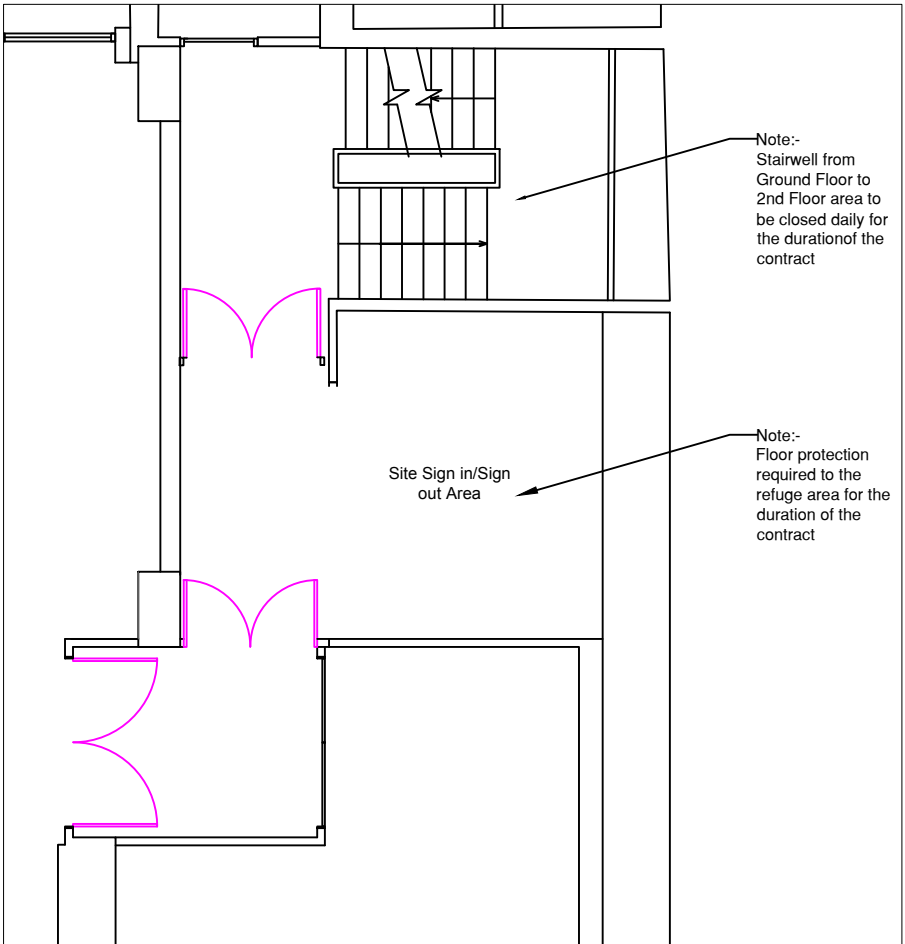 Note:-
Stairwell from
Ground Floor to
2nd Floor area to
be closed daily for
the durationof the
contract
Note:-
Floor protection
required to the
refuge area for the
duration of the
contract
Site Sign in/Sign
out Area